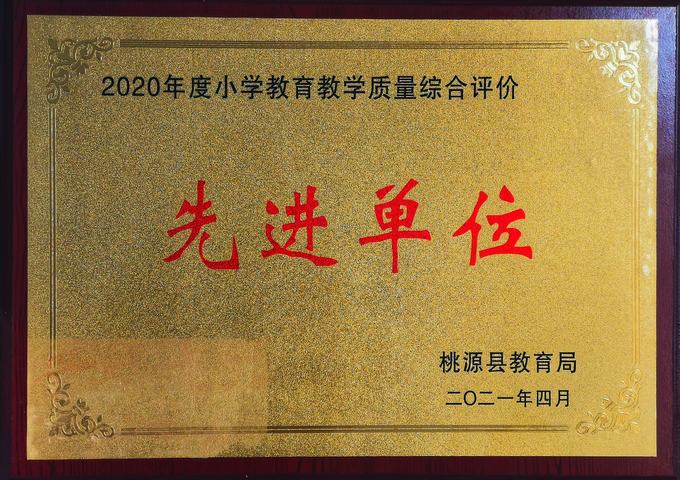 2020年度小学教育教学质量综合评价
先进单位
桃源县教育局
二〇二一年四月